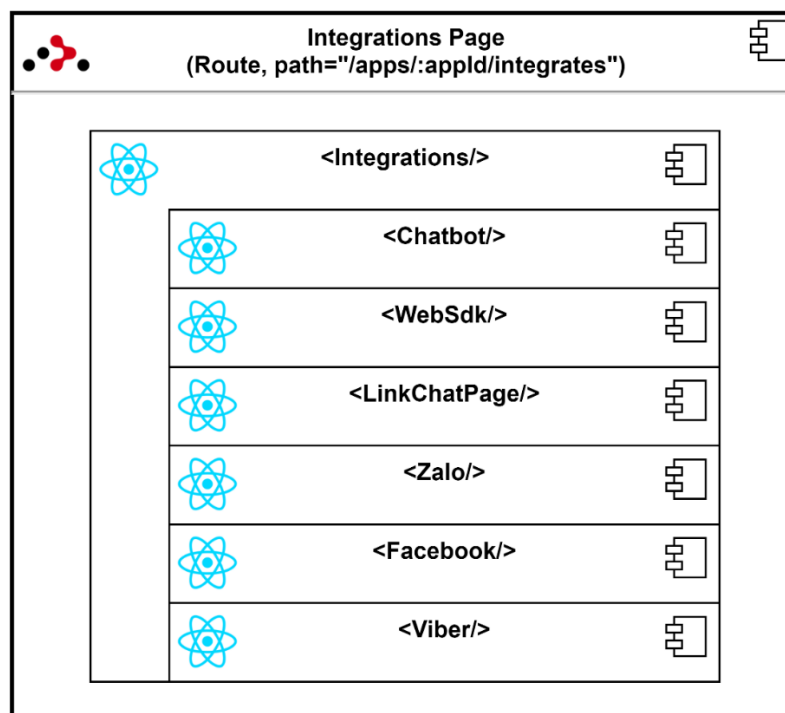 Integrations Page
(Route, path="/apps/:appId/integrates")
<Integrations/>
<Chatbot/>
<WebSdk/>
<LinkChatPage/>
<Zalo/>
<Facebook/>
<Viber/>